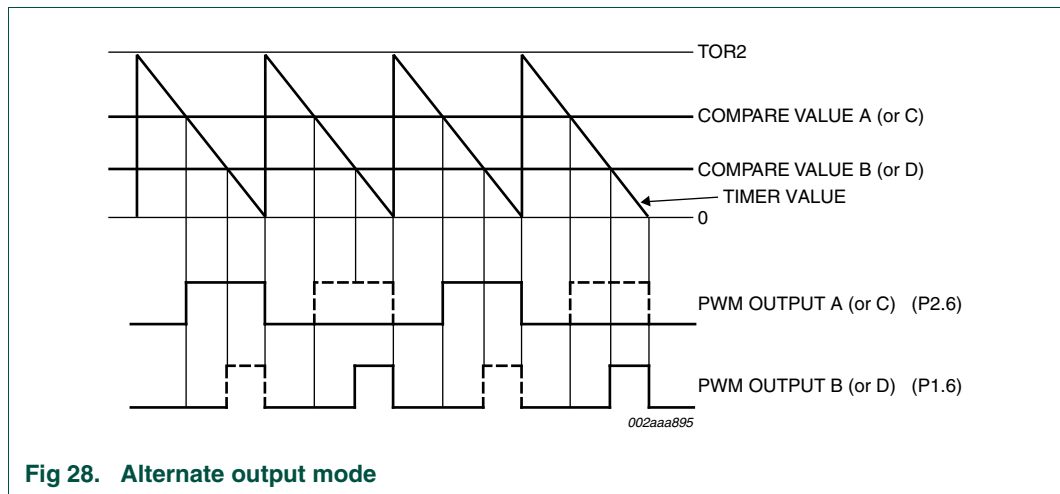 TOR2
COMPARE VALUE A (or C)
COMPARE VALUE B (or D)
TIMER VALUE
0
PWM OUTPUT A (or C) (P2.6)
PWM OUTPUT B (or D) (P1.6)
002aaa895
Fig 28. Alternate output mode